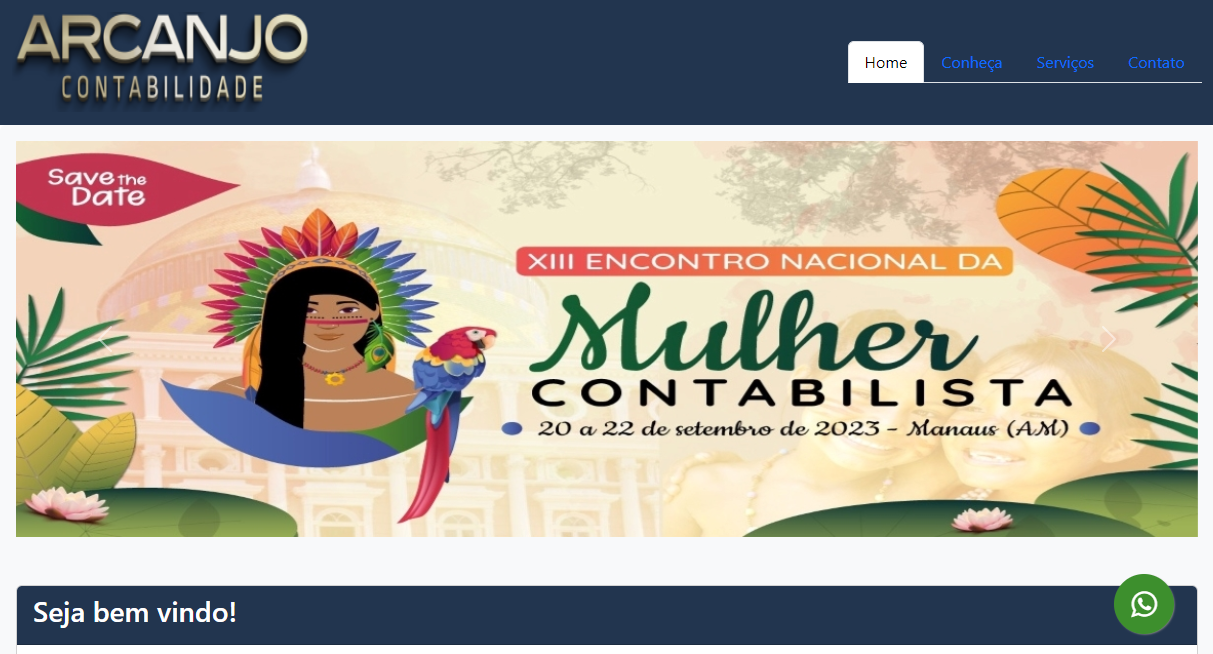 ARCANJO
CONTABILIDADE
Home Conheça Serviços Contato
Save the
Date
XIII ENCONTRO NACIONAL DA
Mulher
CONTABILISTA
20 a 22 de setembro de 2023 - Manaus (AM)
Seja bem vindo!